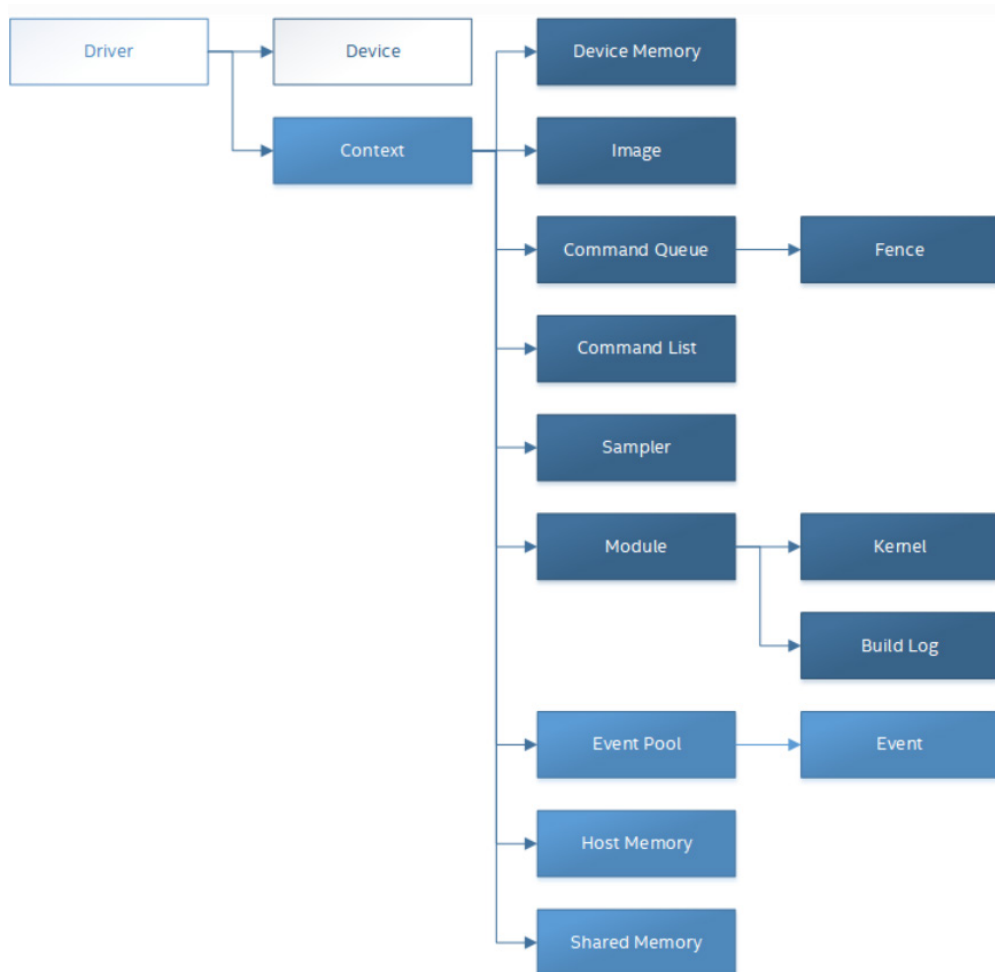 Driver
Device
Device Memory
Context
Image
Command Queue
Fence
Command List
Sampler
Module
Kernel
Build Log
Event Pool
Event
Host Memory
Shared Memory